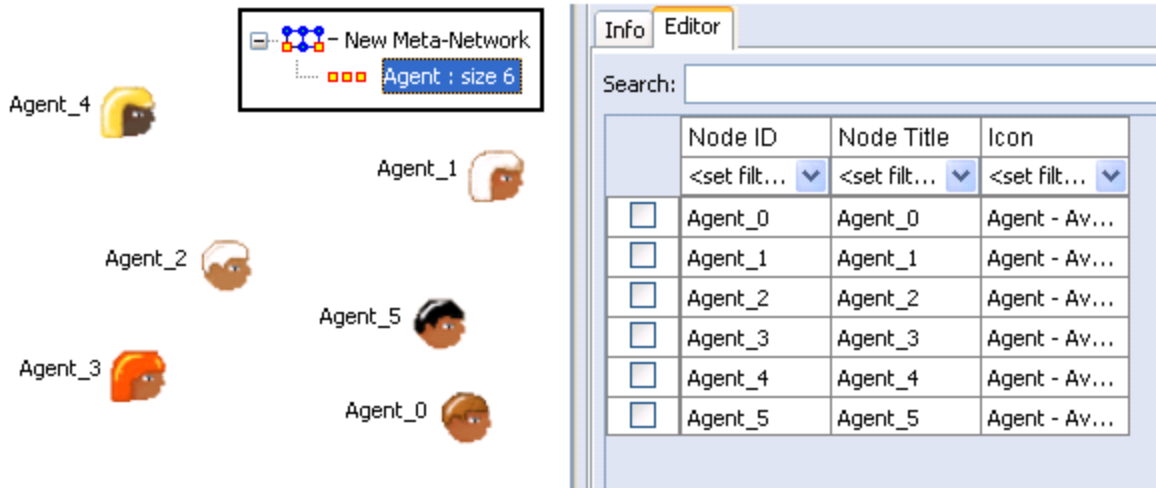 New Meta-Network
Agent : size 6
Agent_4
Agent_1
Agent_2
Agent_5
Agent_3
Agent_0
Info Editor
Search:
Node ID Node Title Icon
<set filt... <set filt... <set filt...
Agent_0 Agent_0 Agent - Av...
Agent_1 Agent_1 Agent - Av...
Agent_2 Agent_2 Agent - Av...
Agent_3 Agent_3 Agent - Av...
Agent_4 Agent_4 Agent - Av...
Agent_5 Agent_5 Agent - Av...